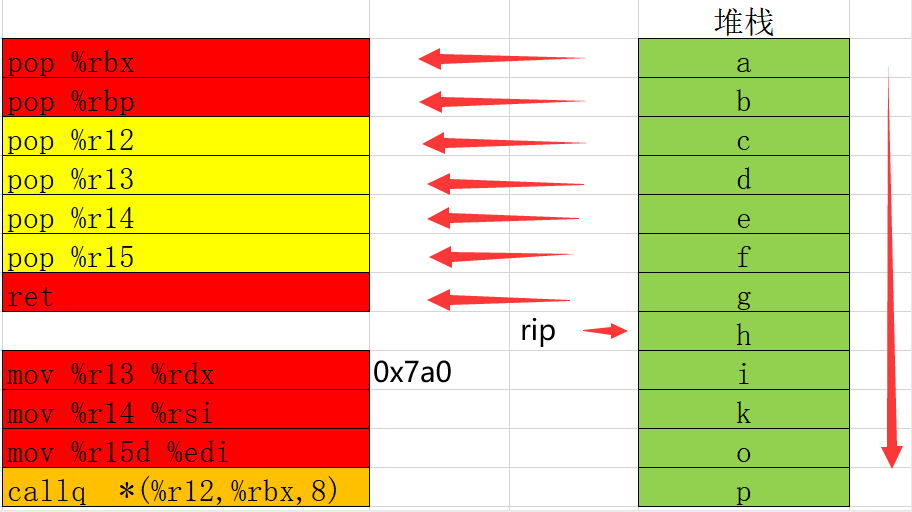 堆栈
pop %rbx a
pop %rbp b
pop %r12 c
pop %r13 d
pop %r14 e
pop %r15 f
ret g
rip h
mov %r13 %rdx 0x7a0 i
mov %r14 %rsi k
mov %r15d %edi o
callq *(%r12,%rbx,8) p